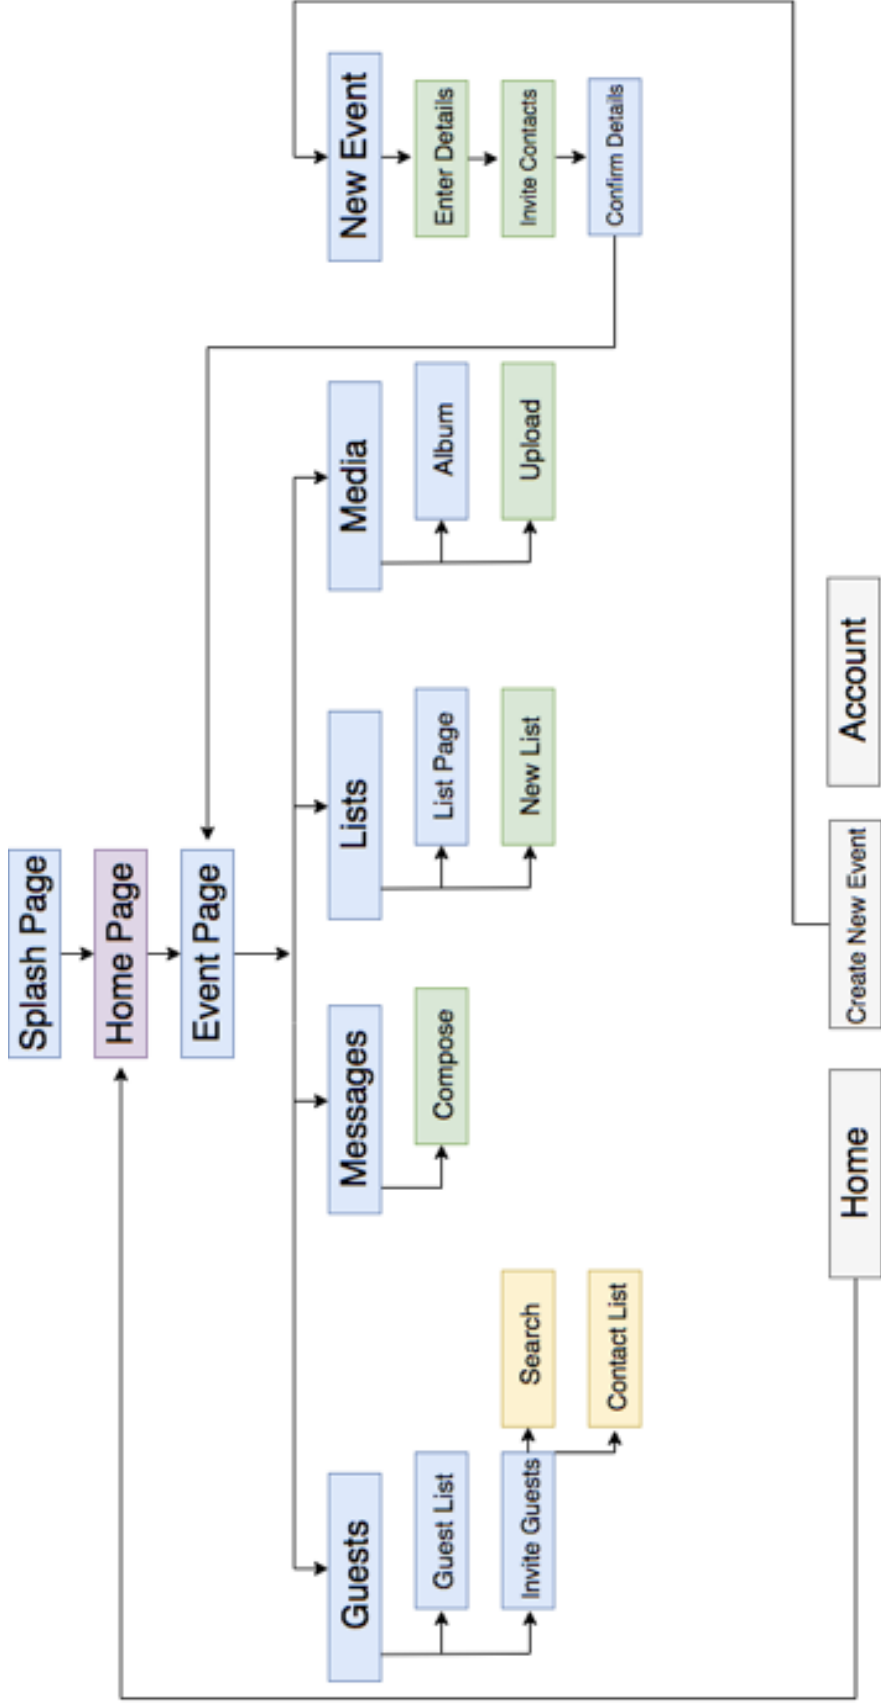 Splash Page
Home Page
Event Page
Guests
Messages
Lists
Media
New Event
Guest List
Compose
List Page
Album
Enter Details
Invite Guests
Search
New List
Upload
Invite Contacts
Contact List
Confirm Details
Home
Create New Event
Account